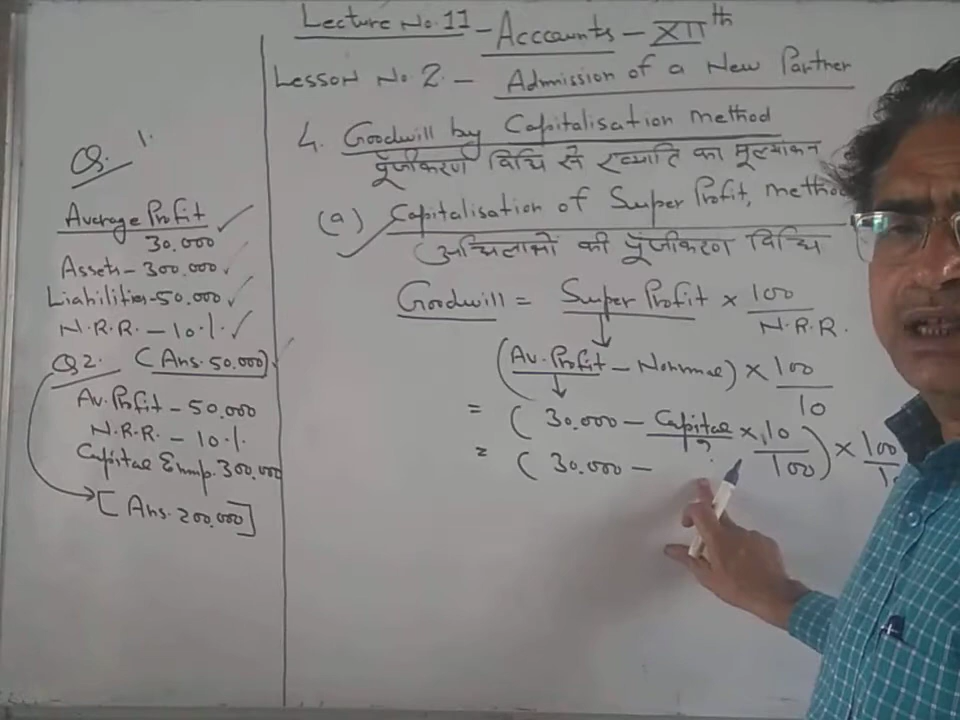 Lecture No. 11 - Acccounts - XIIth
Lesson No 2. - Admission of a New Partner
4. Goodwill by Capitalisation method
पूँजीकरण विधि से ख्याति का मूल्यांकन
(a) Capitalisation of Super Profit, method
(अधिलाभों की पूँजीकरण विधि
Goodwill = Super Profit × 100/N.R.R.
(Av. Profit - Normal) × 100/10
= (30.000 - Capital/? × 10/100) × 100/10
= (30.000 -
Q. 1.
Average Profit
30.000
Assets - 300.000
Liabilities - 50.000
N.R.R. - 10.%
Q2. (Ans. 50.000)
Av. Profit - 50.000
N.R.R. - 10.%
Capital Emp. 300.000
[Ans. 200.000]